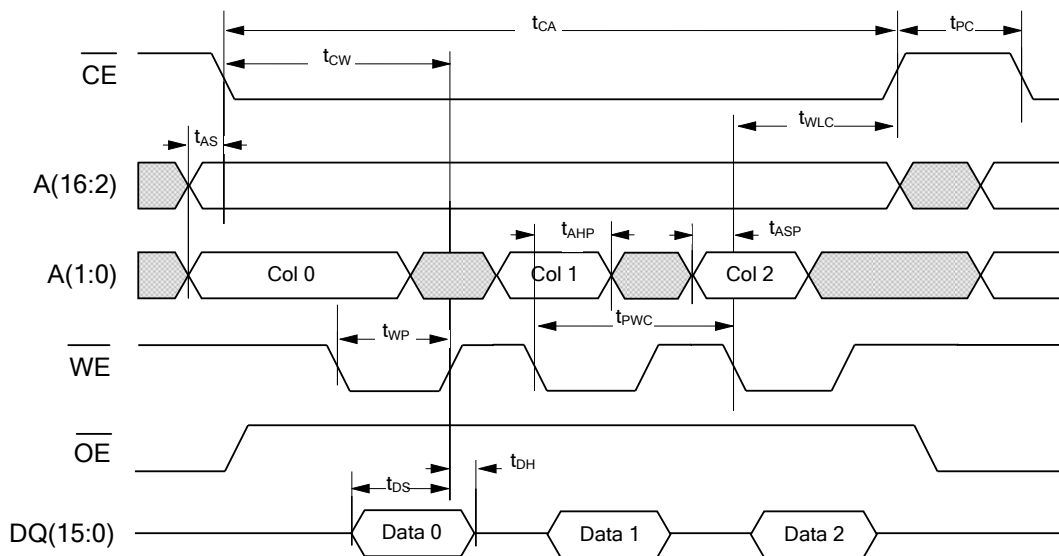 tCA
tPC
tCW
CE
tWLC
tAS
A(16:2)
tAHP
tASP
A(1:0)
Col 0
Col 1
Col 2
tPWC
tWP
WE
OE
tDH
tDS
DQ(15:0)
Data 0
Data 1
Data 2